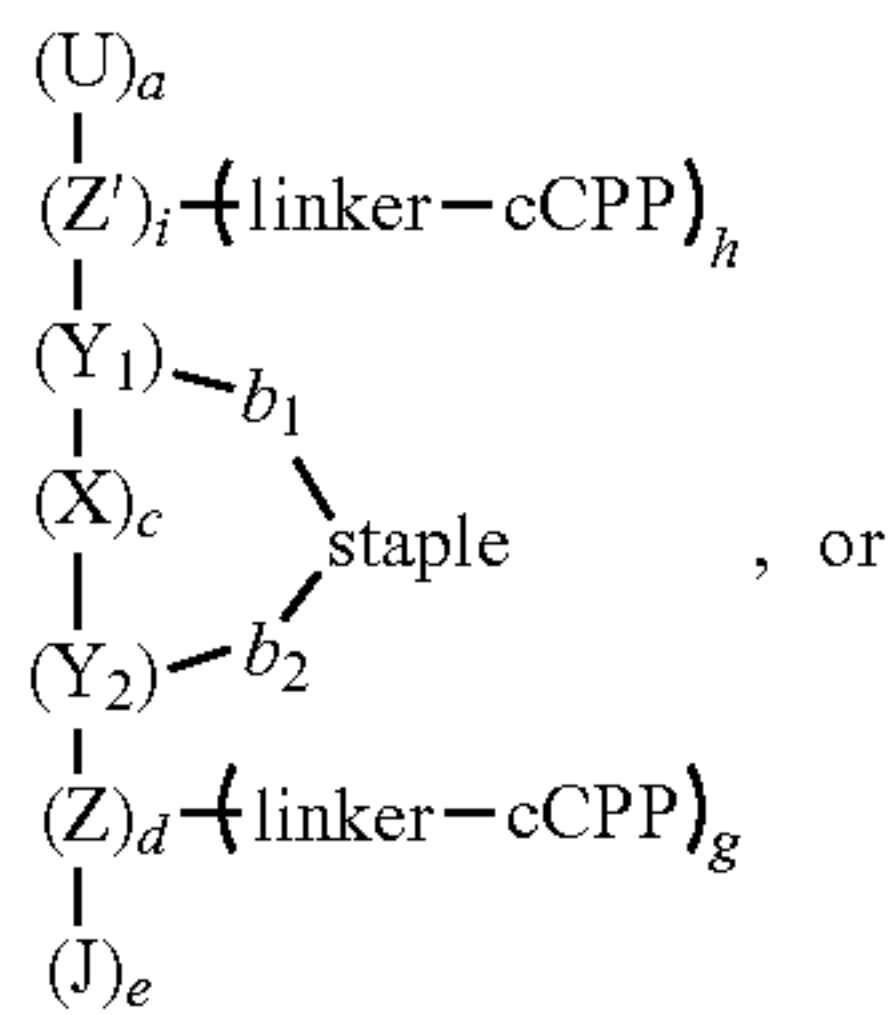 (U)a
(Z')i—(linker—cCPP)h
(Y1)
b1
(X)c
staple , or
(Y2)
b2
(Z)d—(linker—cCPP)g
(J)e